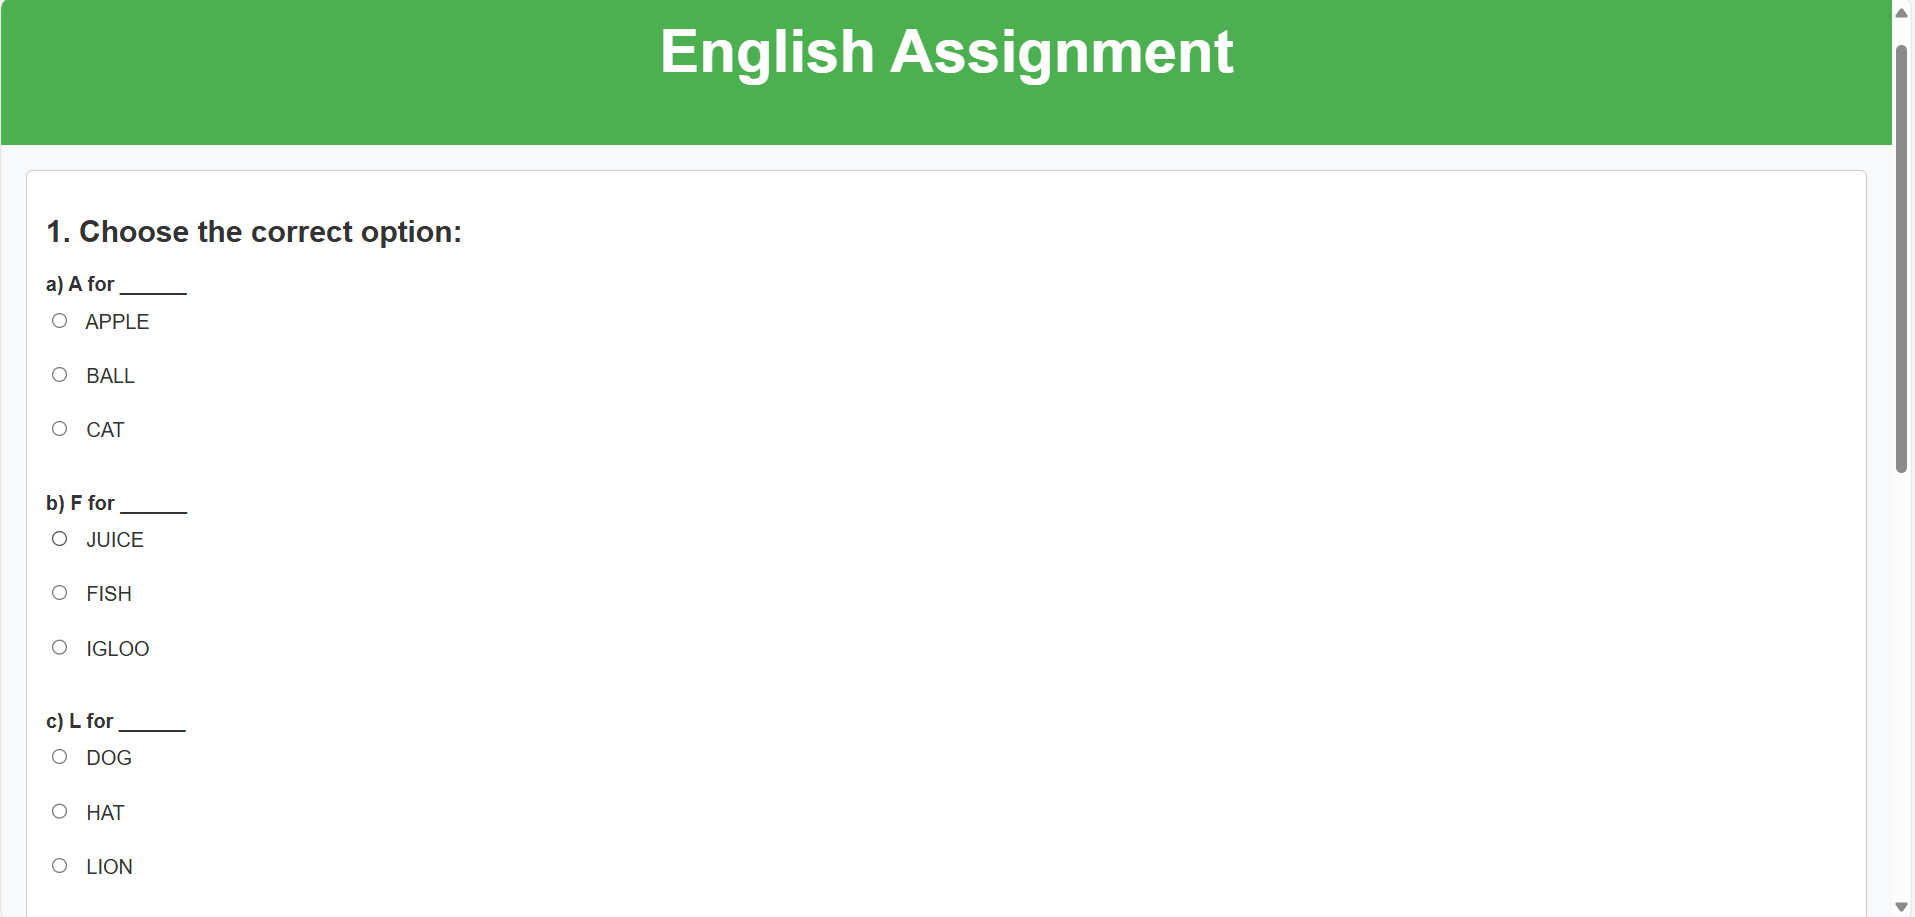 English Assignment
1. Choose the correct option:
a) A for ______
APPLE
BALL
CAT
b) F for ______
JUICE
FISH
IGLOO
c) L for ______
DOG
HAT
LION